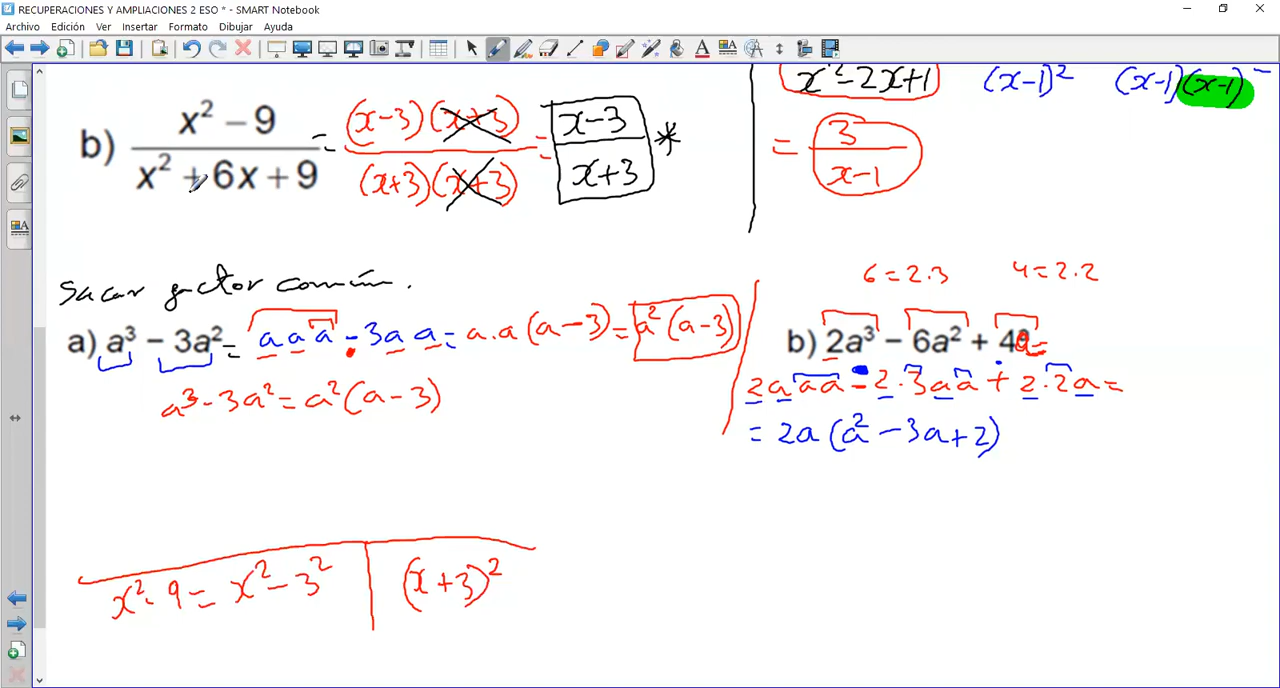 RECUPERACIONES Y AMPLIACIONES 2 ESO * - SMART Notebook
Archivo Edición Ver Insertar Formato Dibujar Ayuda
x² - 2x + 1 (x-1)² (x-1)(x-1) =
b) x² - 9 / x² + 6x + 9 = (x-3)(x+3) / (x+3)(x+3) = x-3 / x+3 *
= 3 / x-1
Sacar factor común.
6 = 2.3 4 = 2.2
a) a³ - 3a² = a a a - 3a a = a.a (a-3) = a² (a-3)
a³ - 3a² = a² (a-3)
b) 2a³ - 6a² + 4a =
2a aa - 2.3aa + 2.2a =
= 2a (a² - 3a + 2)
x² - 9 = x² - 3² (x+3)²